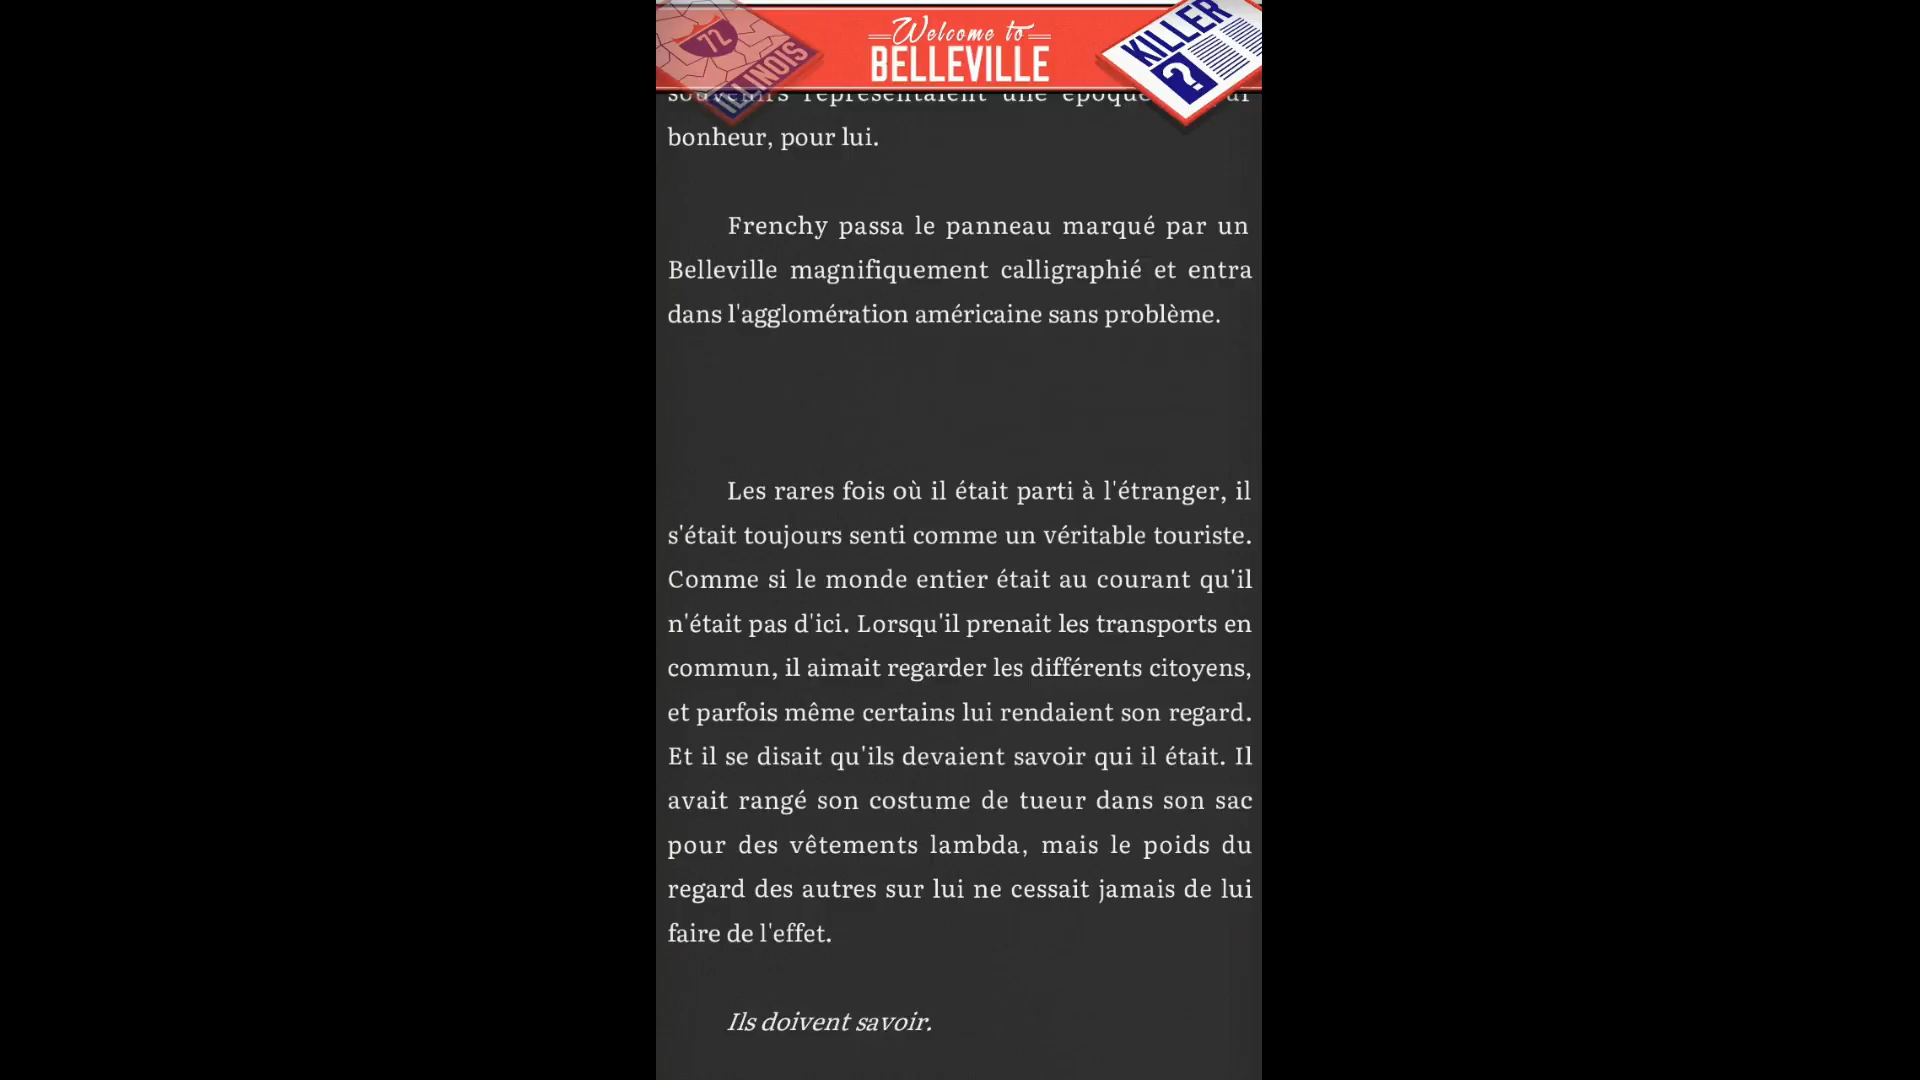 72
ILLINOIS
Welcome to
BELLEVILLE
KILLER
?
souvenirs représentaient une époque
bonheur, pour lui.
Frenchy passa le panneau marqué par un
Belleville magnifiquement calligraphié et entra
dans l'agglomération américaine sans problème.
Les rares fois où il était parti à l'étranger, il
s'était toujours senti comme un véritable touriste.
Comme si le monde entier était au courant qu'il
n'était pas d'ici. Lorsqu'il prenait les transports en
commun, il aimait regarder les différents citoyens,
et parfois même certains lui rendaient son regard.
Et il se disait qu'ils devaient savoir qui il était. Il
avait rangé son costume de tueur dans son sac
pour des vêtements lambda, mais le poids du
regard des autres sur lui ne cessait jamais de lui
faire de l'effet.
Ils doivent savoir.